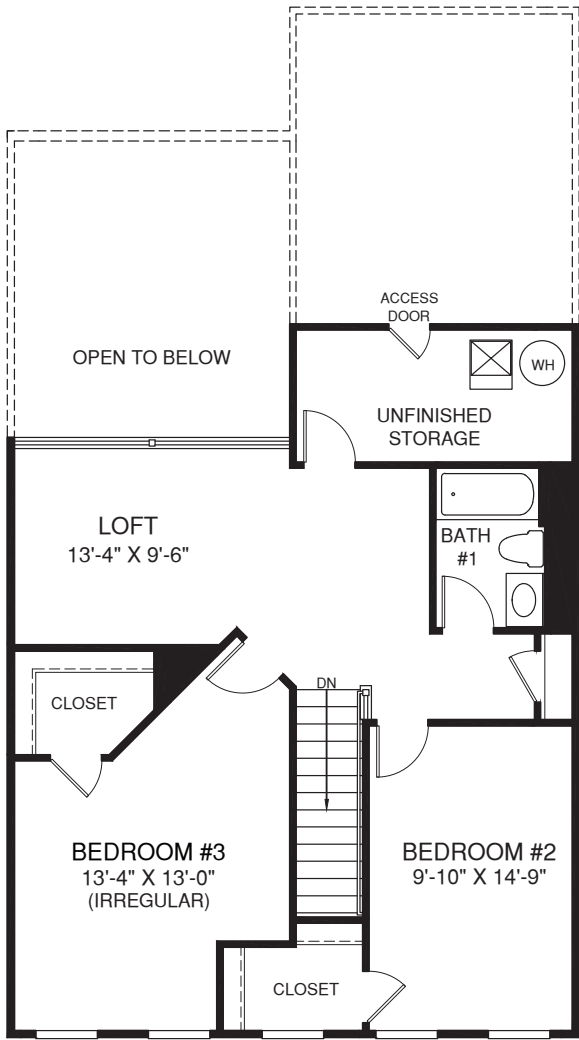 ACCESS
DOOR
OPEN TO BELOW
WH
UNFINISHED
STORAGE
LOFT
13'-4" X 9'-6"
BATH
#1
DN
CLOSET
BEDROOM #3
13'-4" X 13'-0"
(IRREGULAR)
BEDROOM #2
9'-10" X 14'-9"
CLOSET